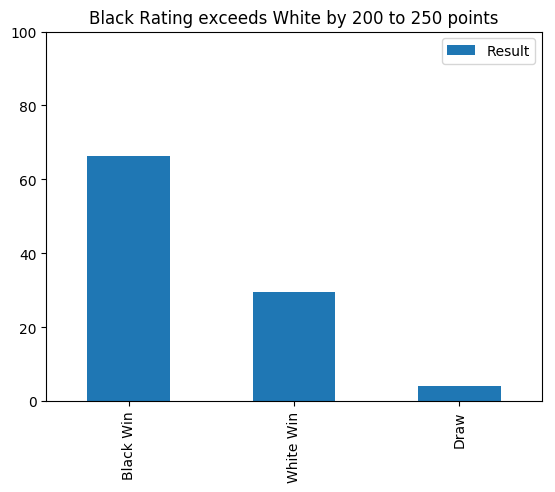 Black Rating exceeds White by 200 to 250 points
Result
100
80
60
40
20
0
Black Win
White Win
Draw